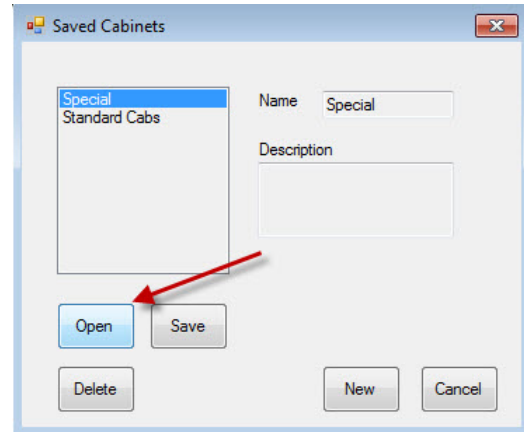 Saved Cabinets
Special
Standard Cabs
Name
Special
Description
Open
Save
Delete
New
Cancel